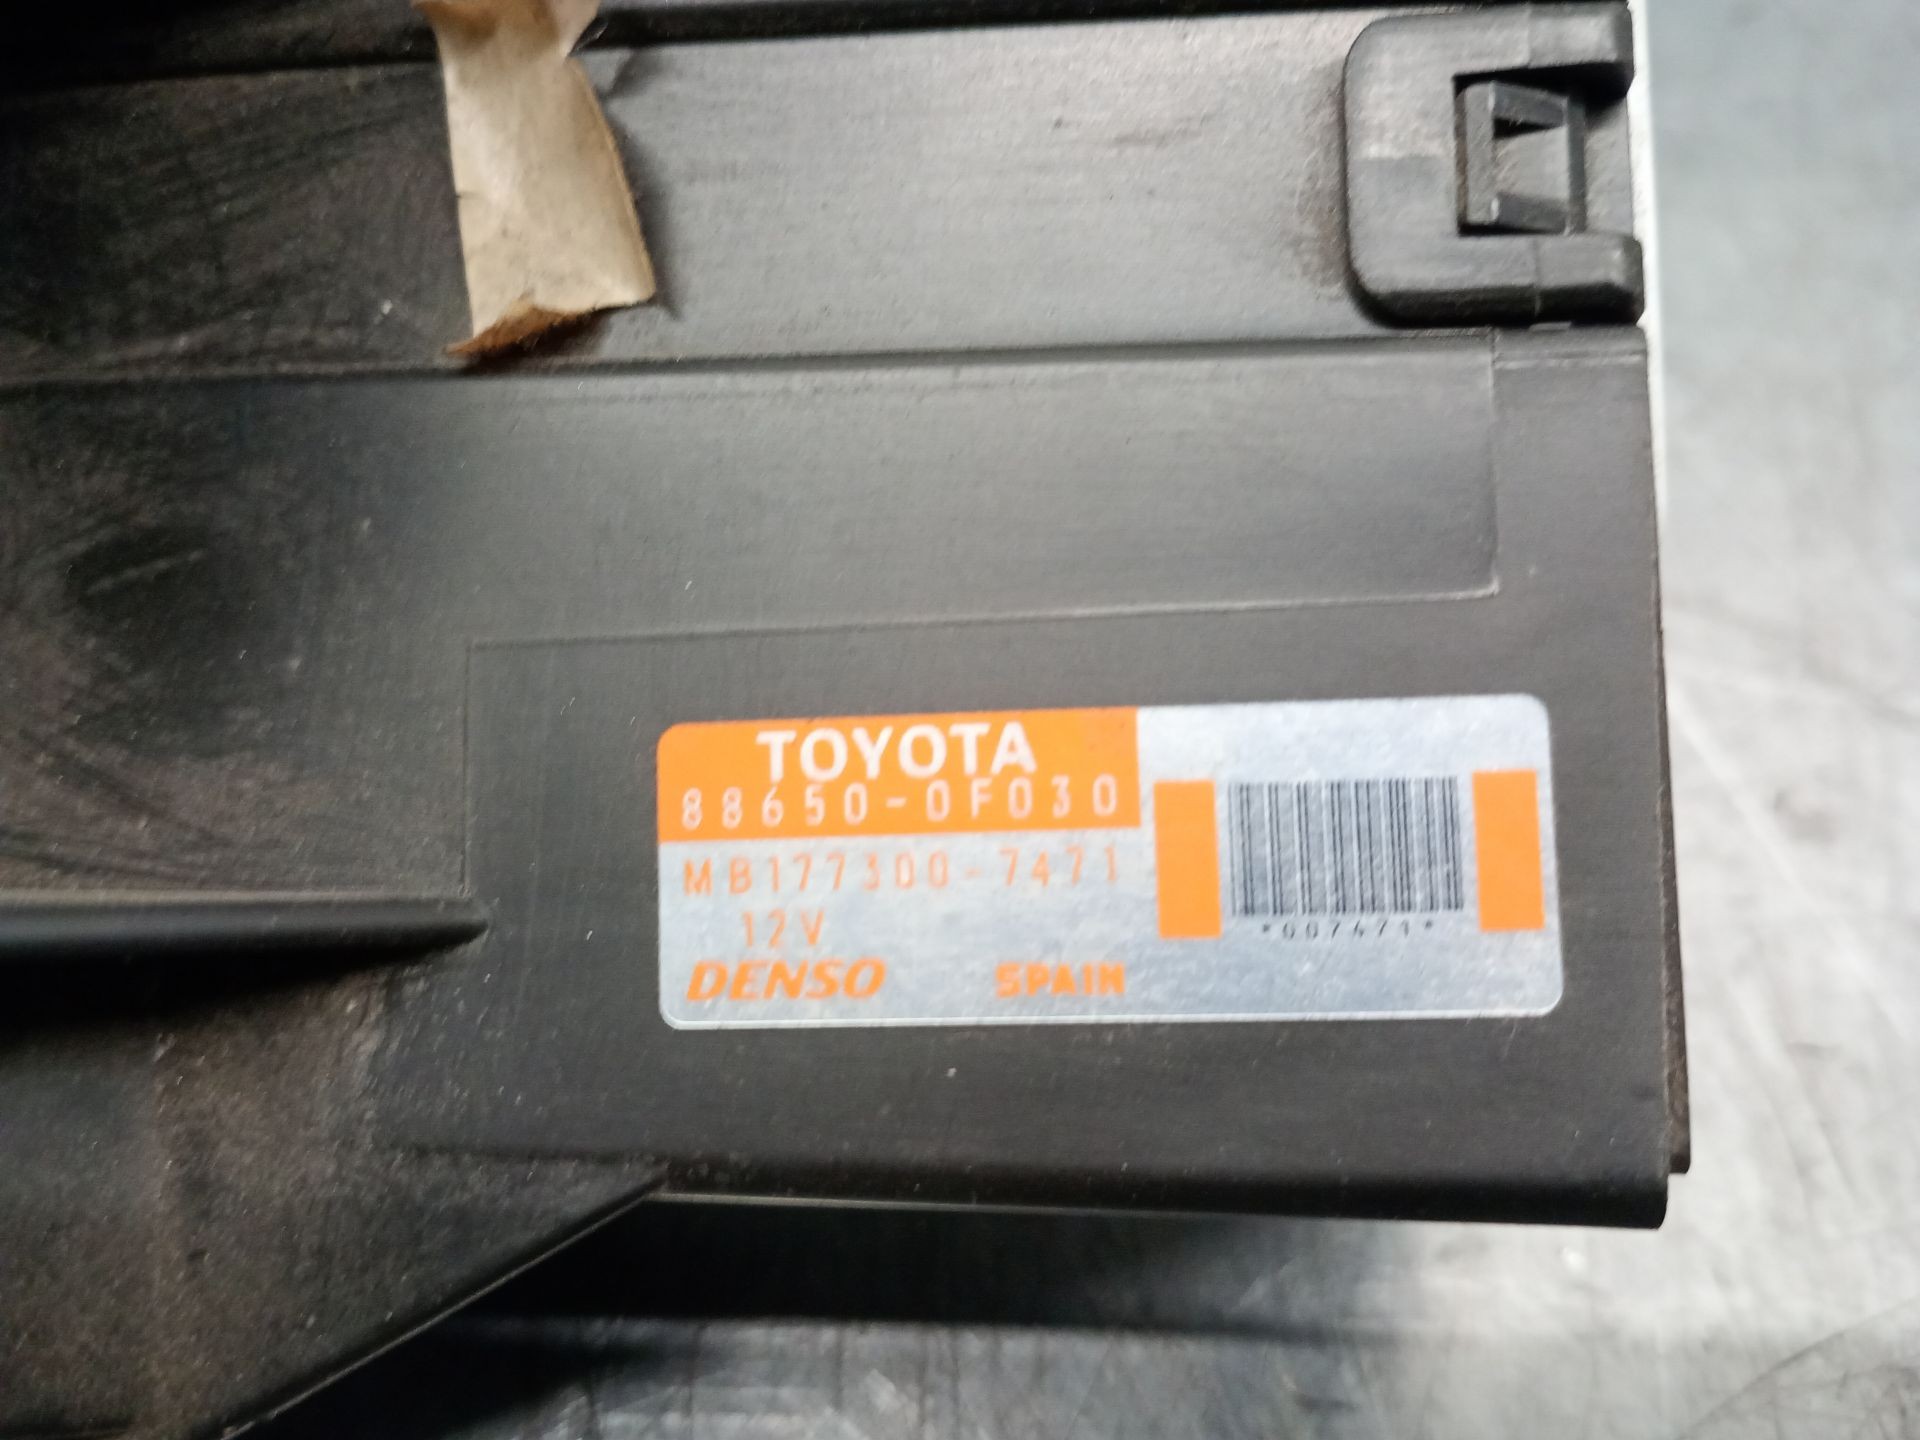 TOYOTA
88650-0F030
MB177300-7471
12V
DENSO SPAIN
*007471*